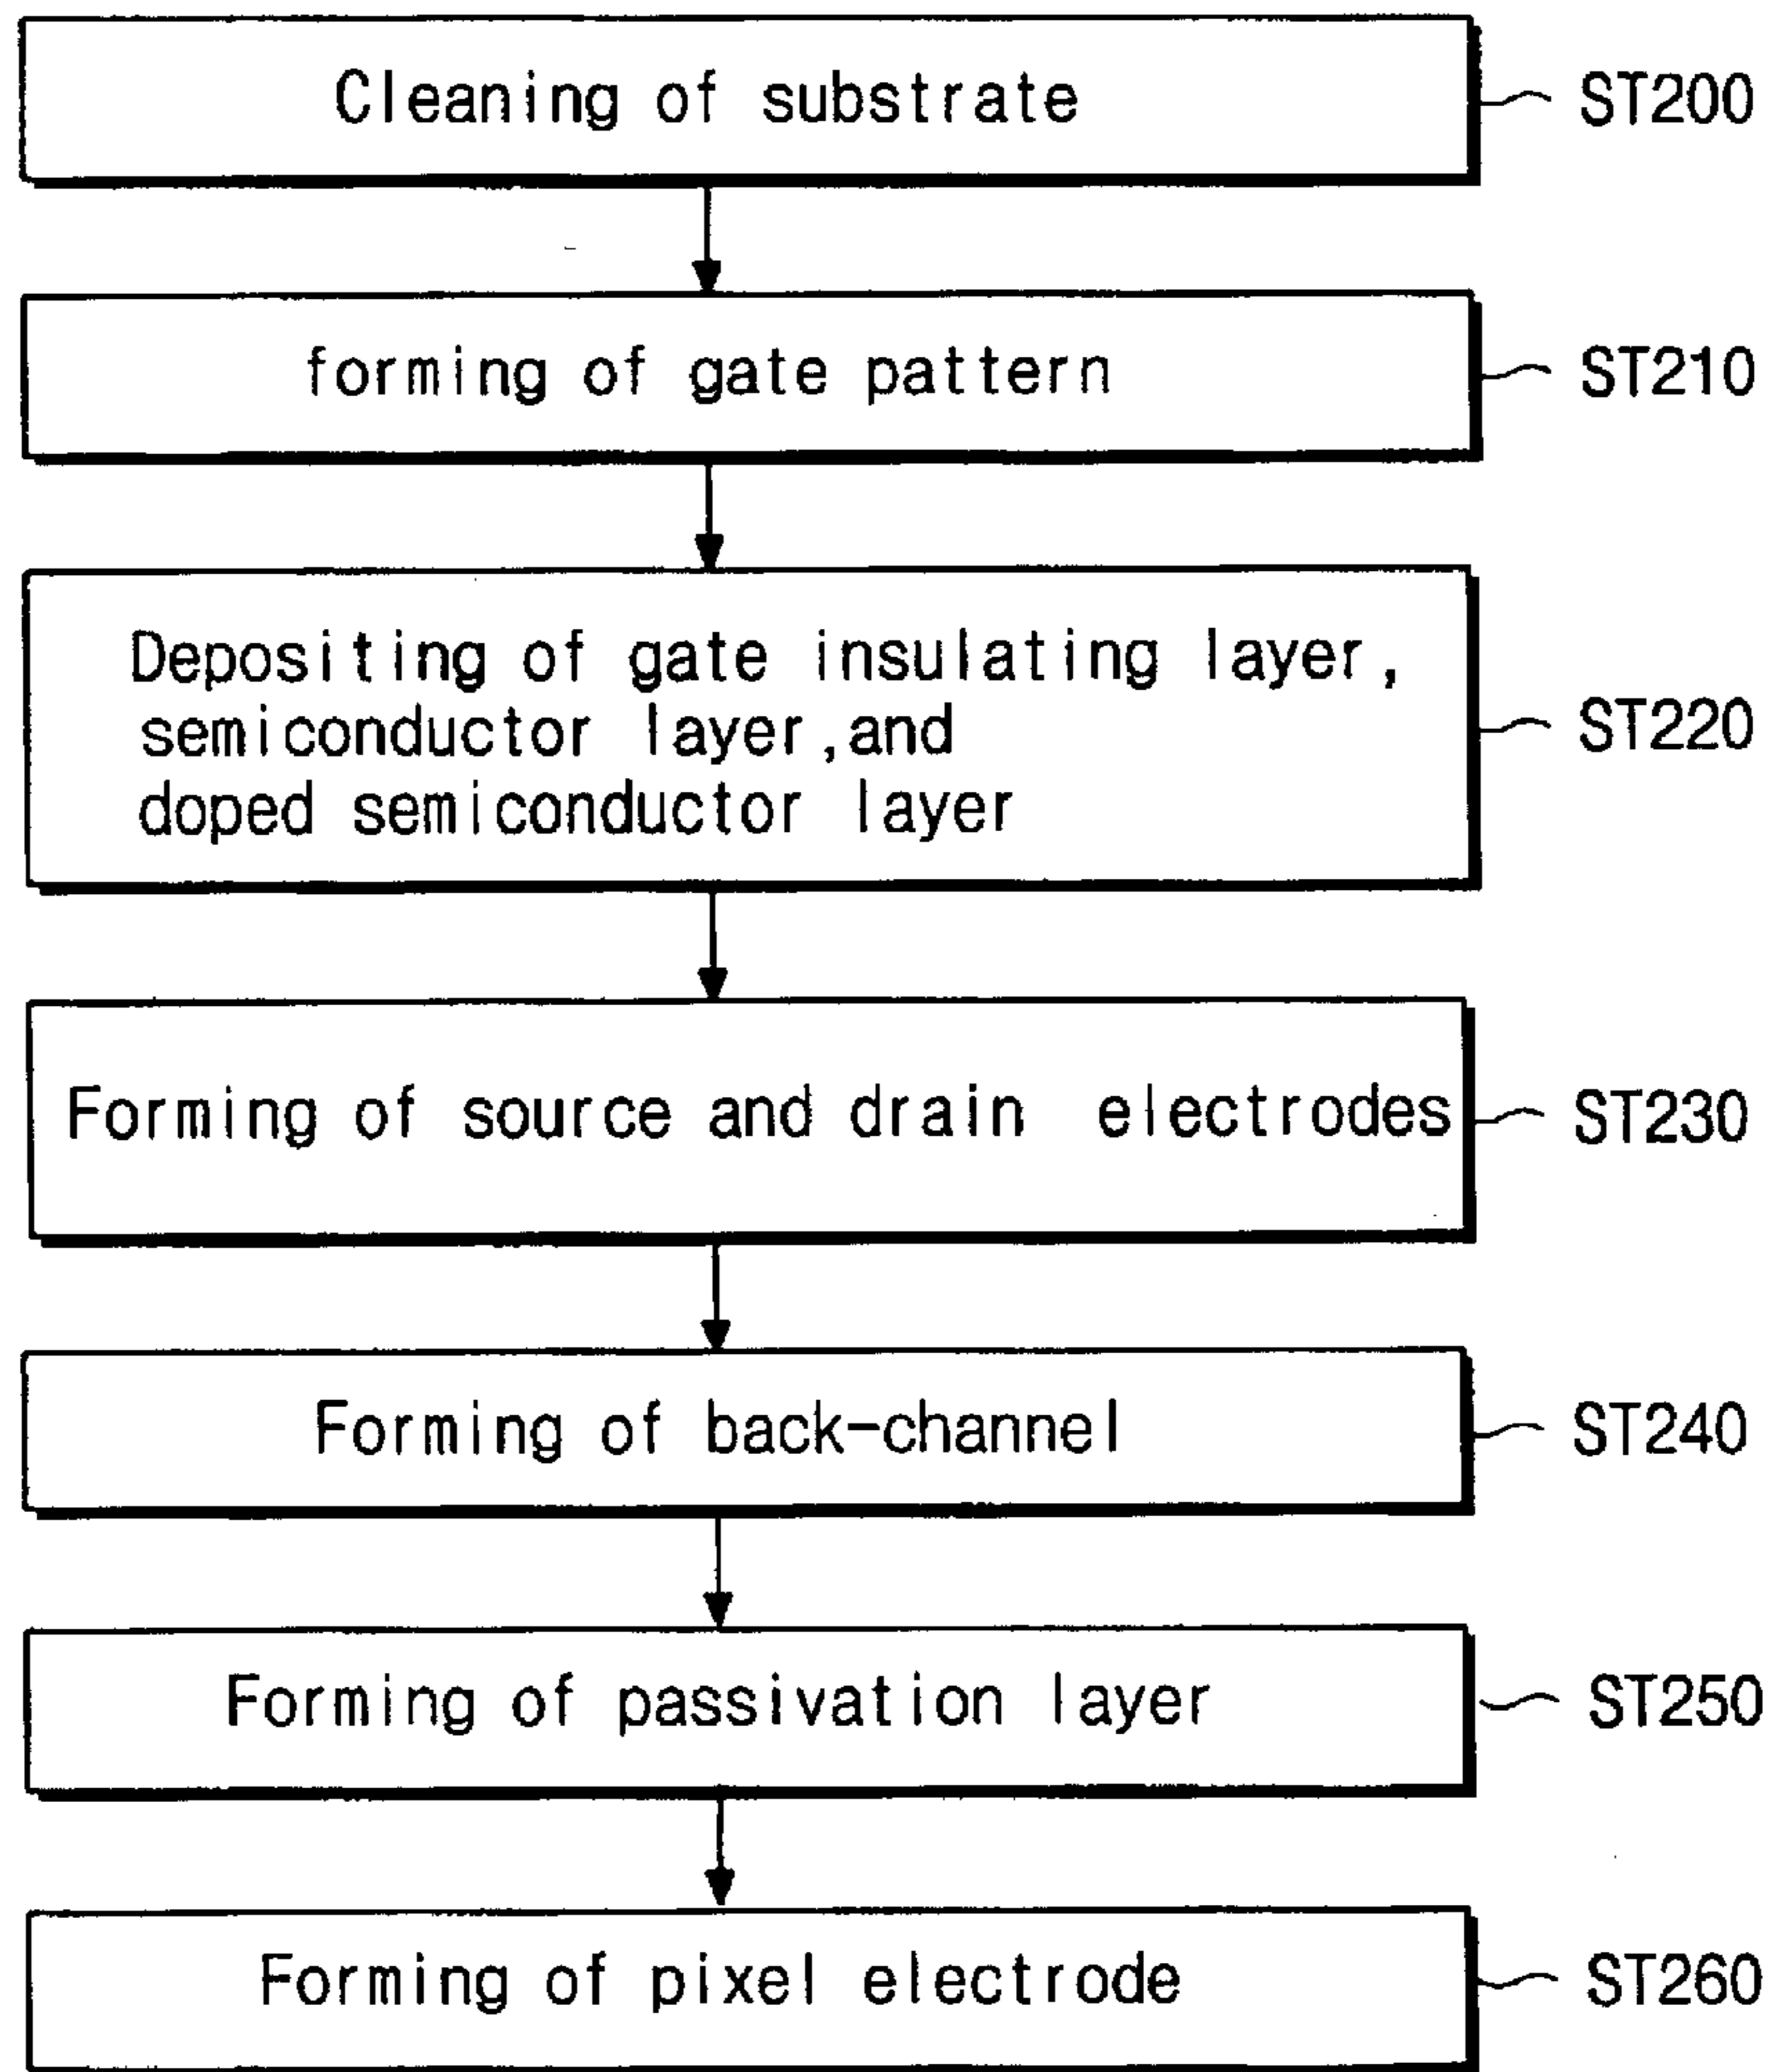 Cleaning of substrate
ST200
forming of gate pattern
ST210
Depositing of gate insulating layer,
semiconductor layer,and
doped semiconductor layer
ST220
Forming of source and drain electrodes
ST230
Forming of back-channel
ST240
Forming of passivation layer
ST250
Forming of pixel electrode
ST260